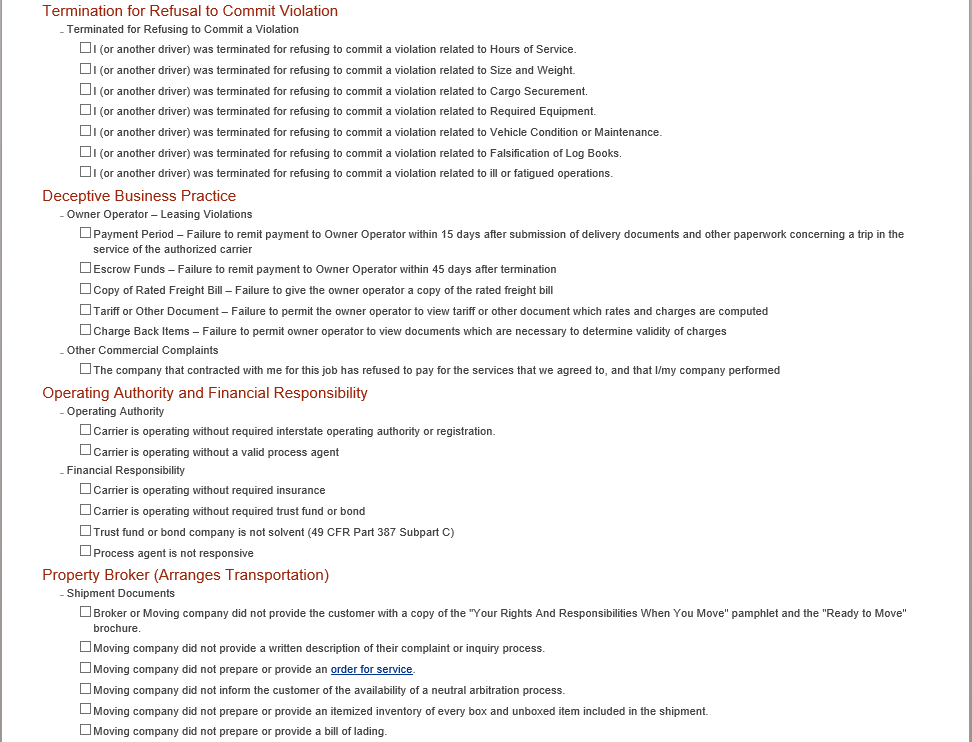 Termination for Refusal to Commit Violation
– Terminated for Refusing to Commit a Violation
I (or another driver) was terminated for refusing to commit a violation related to Hours of Service.
I (or another driver) was terminated for refusing to commit a violation related to Size and Weight.
I (or another driver) was terminated for refusing to commit a violation related to Cargo Securement.
I (or another driver) was terminated for refusing to commit a violation related to Required Equipment.
I (or another driver) was terminated for refusing to commit a violation related to Vehicle Condition or Maintenance.
I (or another driver) was terminated for refusing to commit a violation related to Falsification of Log Books.
I (or another driver) was terminated for refusing to commit a violation related to ill or fatigued operations.
Deceptive Business Practice
– Owner Operator – Leasing Violations
Payment Period – Failure to remit payment to Owner Operator within 15 days after submission of delivery documents and other paperwork concerning a trip in the
service of the authorized carrier
Escrow Funds – Failure to remit payment to Owner Operator within 45 days after termination
Copy of Rated Freight Bill – Failure to give the owner operator a copy of the rated freight bill
Tariff or Other Document – Failure to permit the owner operator to view tariff or other document which rates and charges are computed
Charge Back Items – Failure to permit owner operator to view documents which are necessary to determine validity of charges
– Other Commercial Complaints
The company that contracted with me for this job has refused to pay for the services that we agreed to, and that I/my company performed
Operating Authority and Financial Responsibility
– Operating Authority
Carrier is operating without required interstate operating authority or registration.
Carrier is operating without a valid process agent
– Financial Responsibility
Carrier is operating without required insurance
Carrier is operating without required trust fund or bond
Trust fund or bond company is not solvent (49 CFR Part 387 Subpart C)
Process agent is not responsive
Property Broker (Arranges Transportation)
– Shipment Documents
Broker or Moving company did not provide the customer with a copy of the "Your Rights And Responsibilities When You Move" pamphlet and the "Ready to Move"
brochure.
Moving company did not provide a written description of their complaint or inquiry process.
Moving company did not prepare or provide an order for service.
Moving company did not inform the customer of the availability of a neutral arbitration process.
Moving company did not prepare or provide an itemized inventory of every box and unboxed item included in the shipment.
Moving company did not prepare or provide a bill of lading.